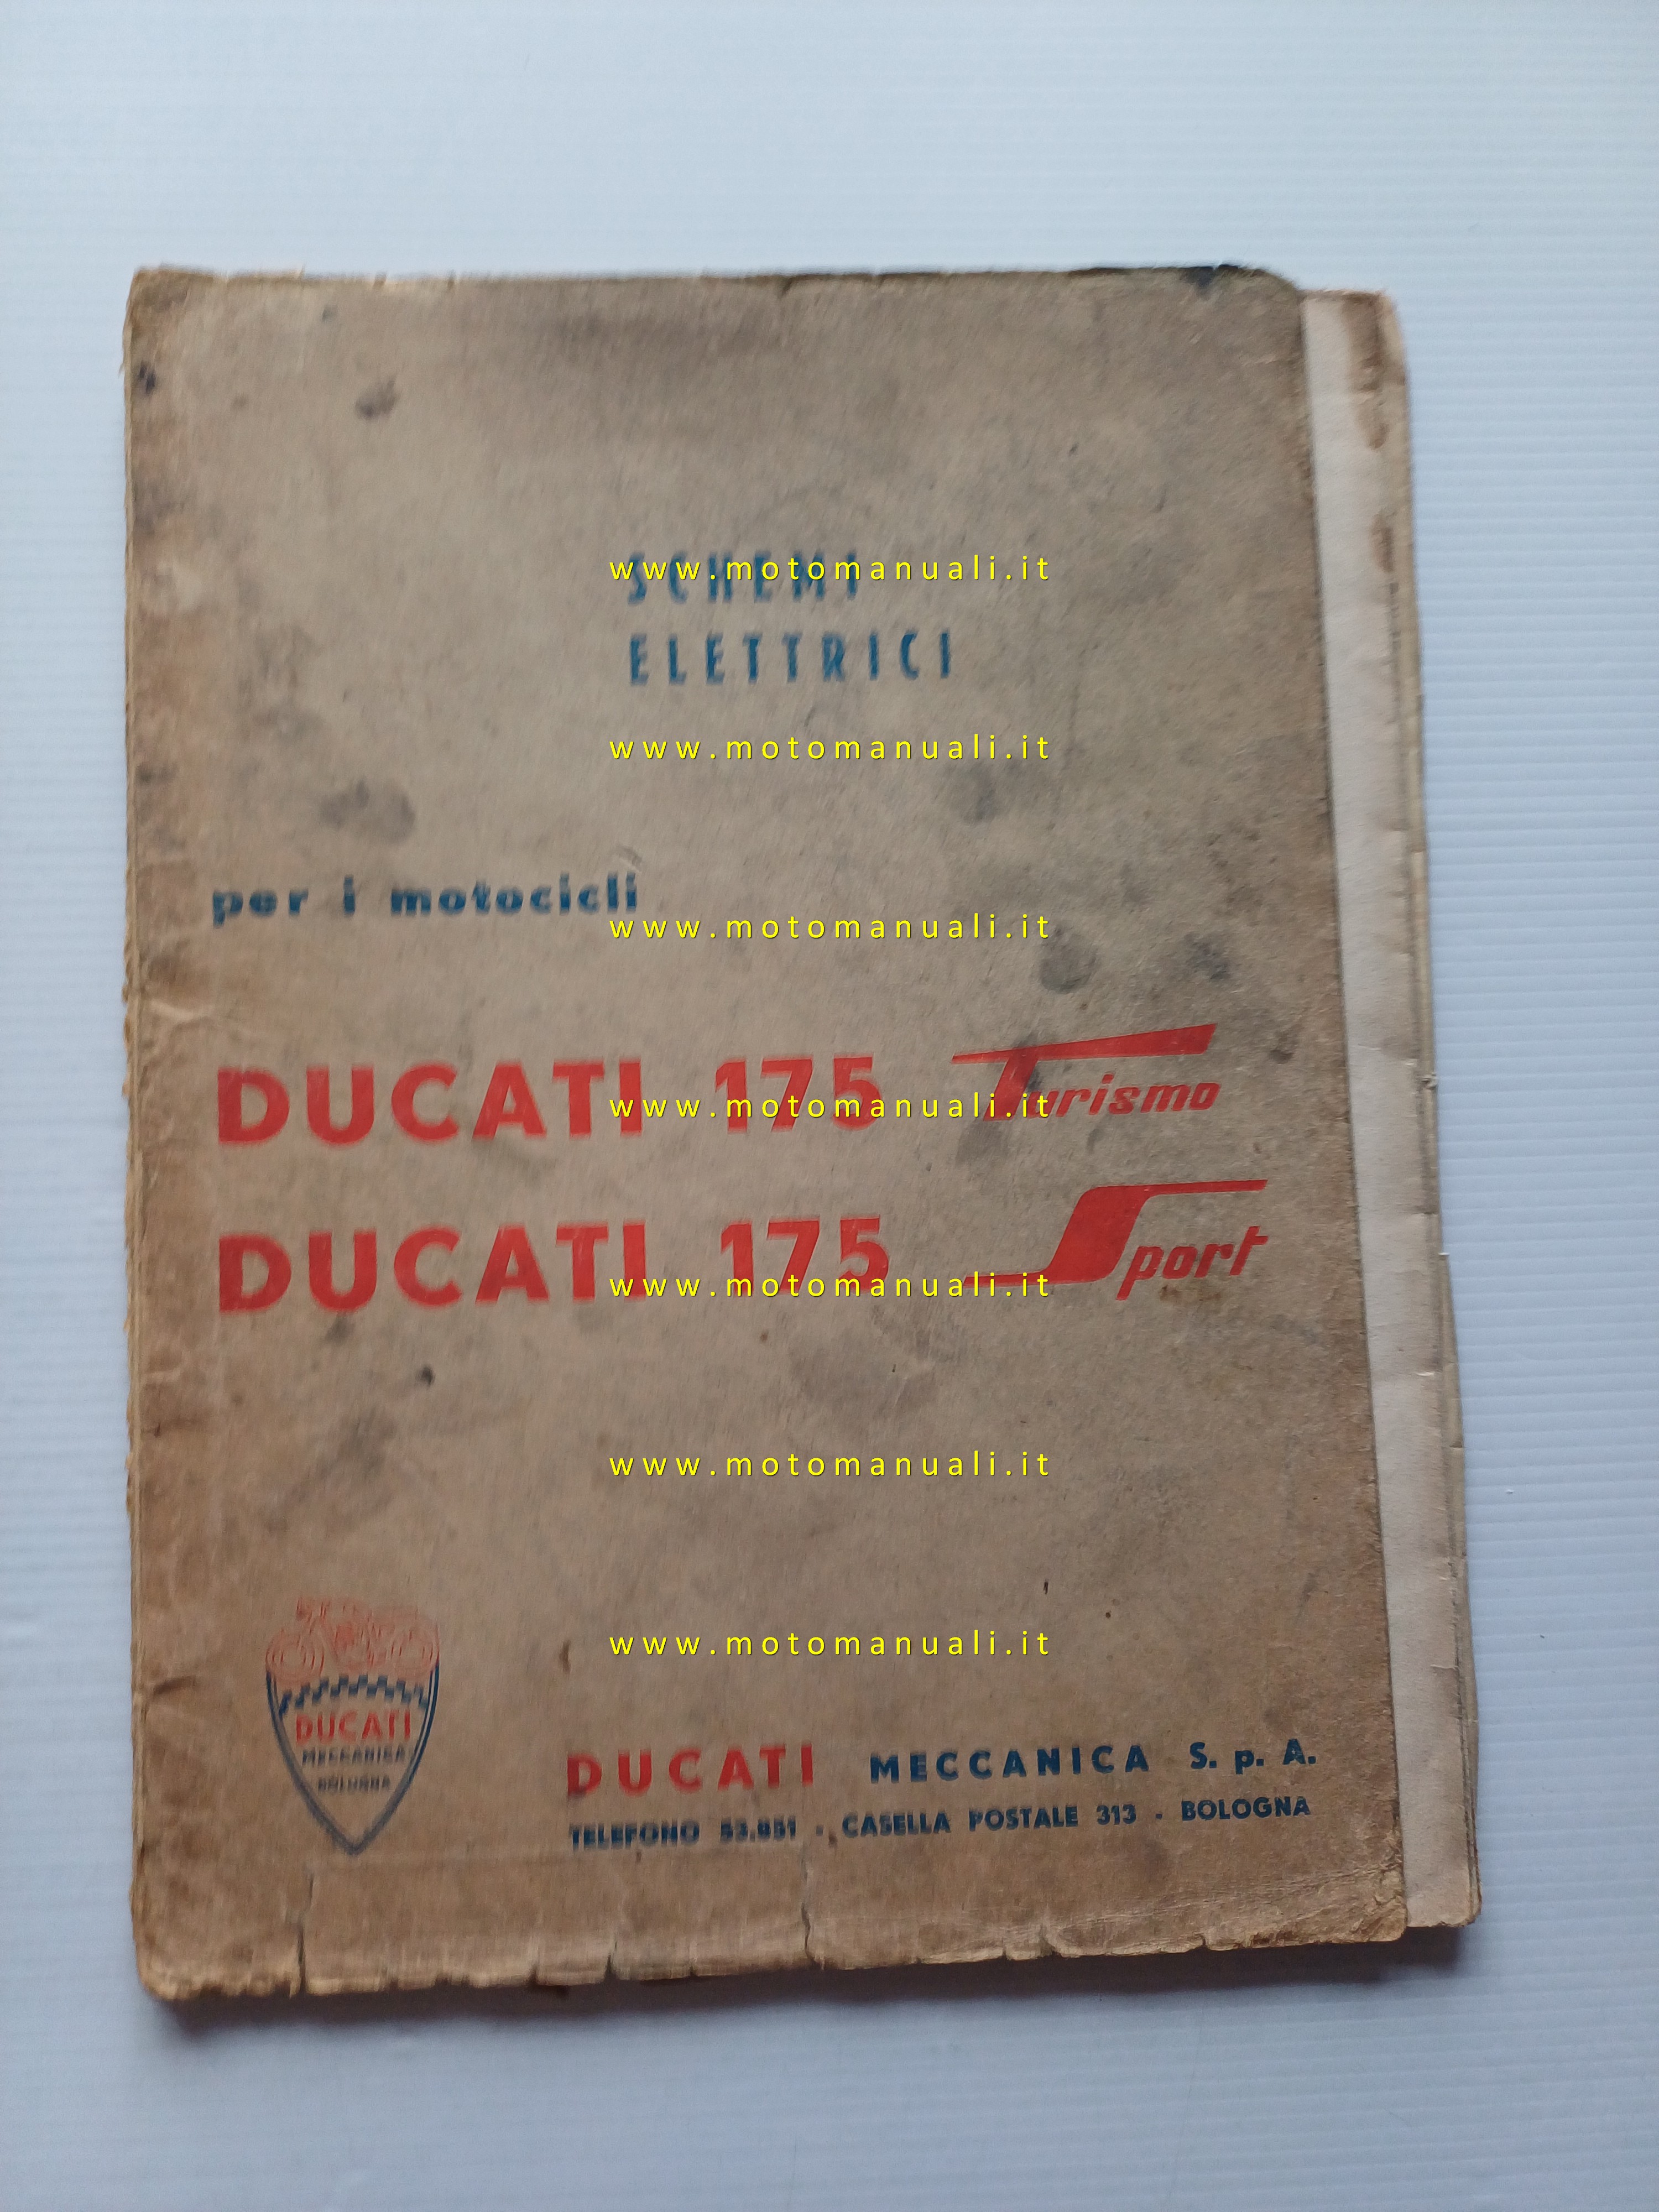 SCHEMI
www.motomanuali.it
ELETTRICI
www.motomanuali.it
per i motocicli
www.motomanuali.it
DUCATI 175 Turismo
www.motomanuali.it
DUCATI 175 Sport
www.motomanuali.it
www.motomanuali.it
www.motomanuali.it
DUCATI
MECCANICA
BOLOGNA
DUCATI MECCANICA S. p. A.
TELEFONO 53.851 - CASELLA POSTALE 313 - BOLOGNA